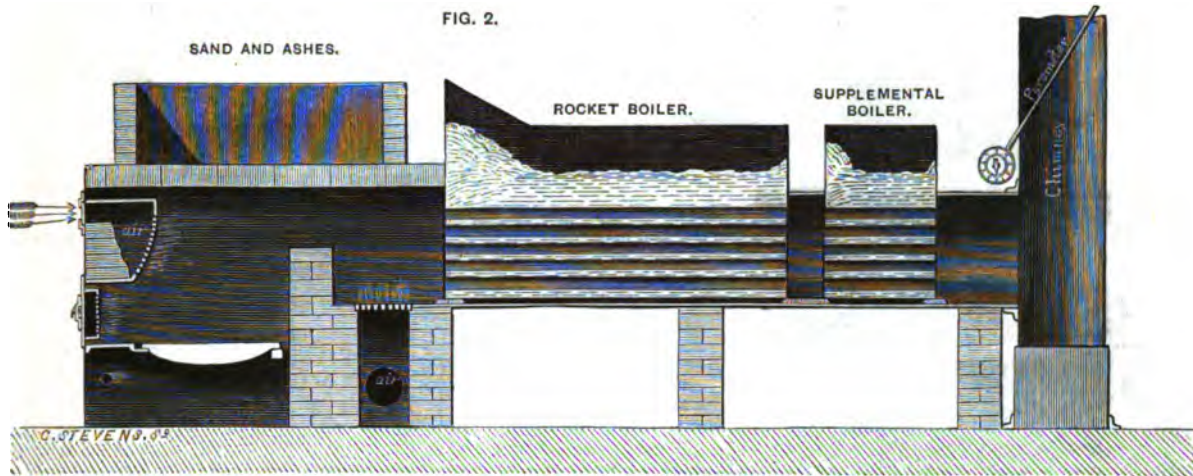 FIG. 2.
SAND AND ASHES.
ROCKET BOILER.
SUPPLEMENTAL
BOILER.
Pyrometer
Chimney
air
air
C. STEVENS. Sc